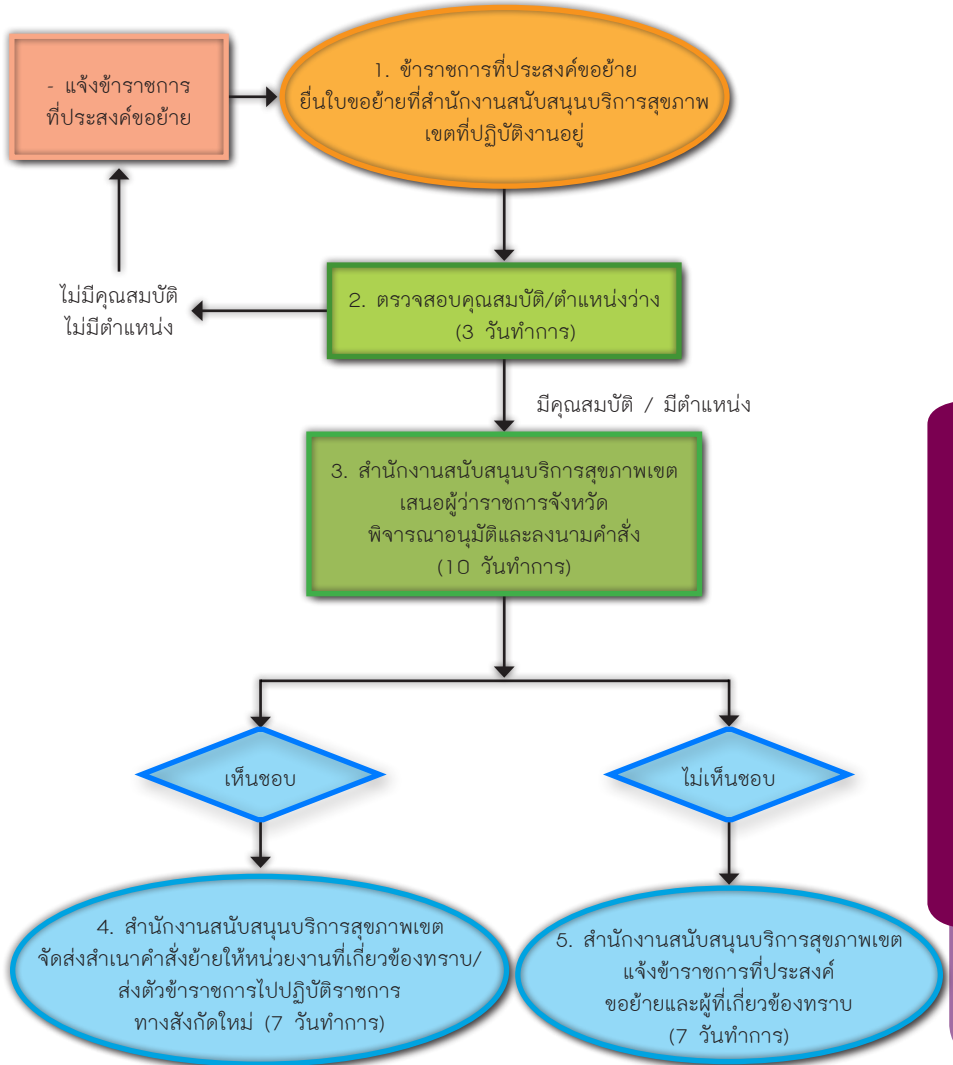 - แจ้งข้าราชการ
ที่ประสงค์ขอย้าย
1. ข้าราชการที่ประสงค์ขอย้าย
ยื่นใบขอย้ายที่สำนักงานสนับสนุนบริการสุขภาพ
เขตที่ปฏิบัติงานอยู่
ไม่มีคุณสมบัติ
ไม่มีตำแหน่ง
2. ตรวจสอบคุณสมบัติ/ตำแหน่งว่าง
(3 วันทำการ)
มีคุณสมบัติ / มีตำแหน่ง
3. สำนักงานสนับสนุนบริการสุขภาพเขต
เสนอผู้ว่าราชการจังหวัด
พิจารณาอนุมัติและลงนามคำสั่ง
(10 วันทำการ)
เห็นชอบ
ไม่เห็นชอบ
4. สำนักงานสนับสนุนบริการสุขภาพเขต
จัดส่งสำเนาคำสั่งย้ายให้หน่วยงานที่เกี่ยวข้องทราบ/
ส่งตัวข้าราชการไปปฏิบัติราชการ
ทางสังกัดใหม่ (7 วันทำการ)
5. สำนักงานสนับสนุนบริการสุขภาพเขต
แจ้งข้าราชการที่ประสงค์
ขอย้ายและผู้ที่เกี่ยวข้องทราบ
(7 วันทำการ)